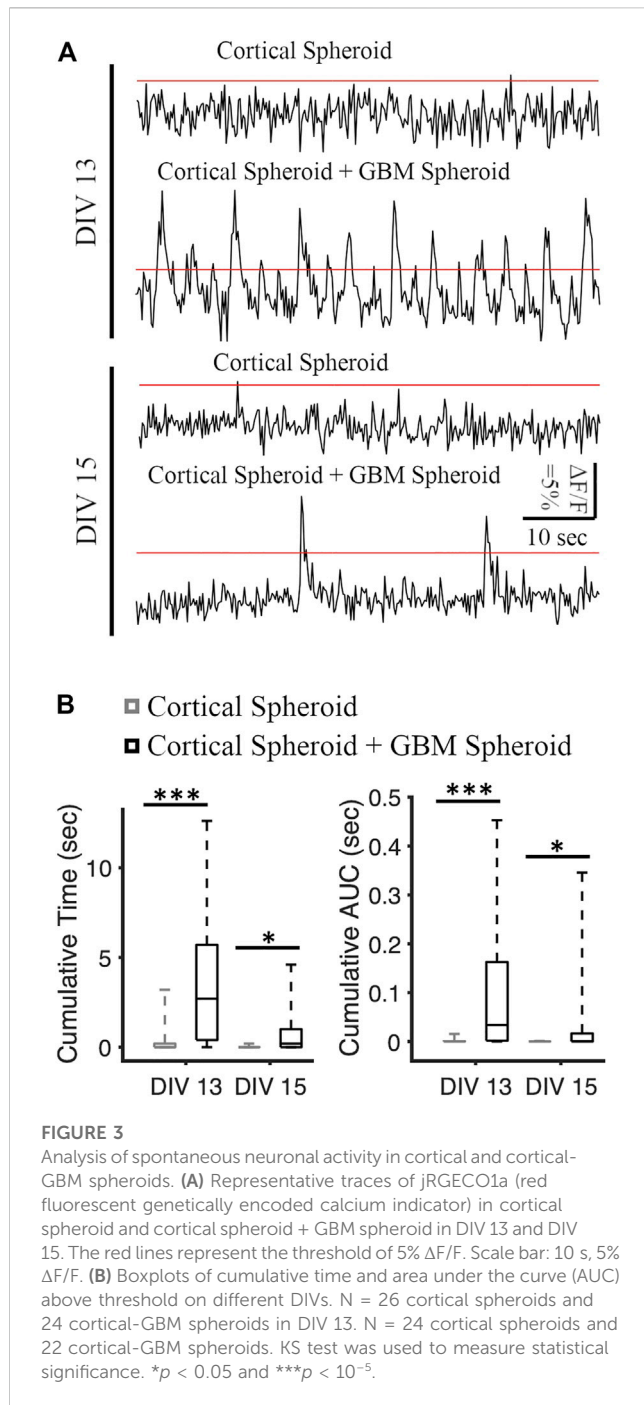 A
Cortical Spheroid
DIV 13
Cortical Spheroid + GBM Spheroid
Cortical Spheroid
DIV 15
Cortical Spheroid + GBM Spheroid
ΔF/F
=5%
10 sec
B
Cortical Spheroid
Cortical Spheroid + GBM Spheroid
Cumulative Time (sec)
10
5
0
***
*
DIV 13 DIV 15
Cumulative AUC (sec)
0.5
0.4
0.3
0.2
0.1
0
***
*
DIV 13 DIV 15
FIGURE 3
Analysis of spontaneous neuronal activity in cortical and cortical-
GBM spheroids. (A) Representative traces of jRGECO1a (red
fluorescent genetically encoded calcium indicator) in cortical
spheroid and cortical spheroid + GBM spheroid in DIV 13 and DIV
15. The red lines represent the threshold of 5% ΔF/F. Scale bar: 10 s, 5%
ΔF/F. (B) Boxplots of cumulative time and area under the curve (AUC)
above threshold on different DIVs. N = 26 cortical spheroids and
24 cortical-GBM spheroids in DIV 13. N = 24 cortical spheroids and
22 cortical-GBM spheroids. KS test was used to measure statistical
significance. *p < 0.05 and ***p < 10⁻⁵.